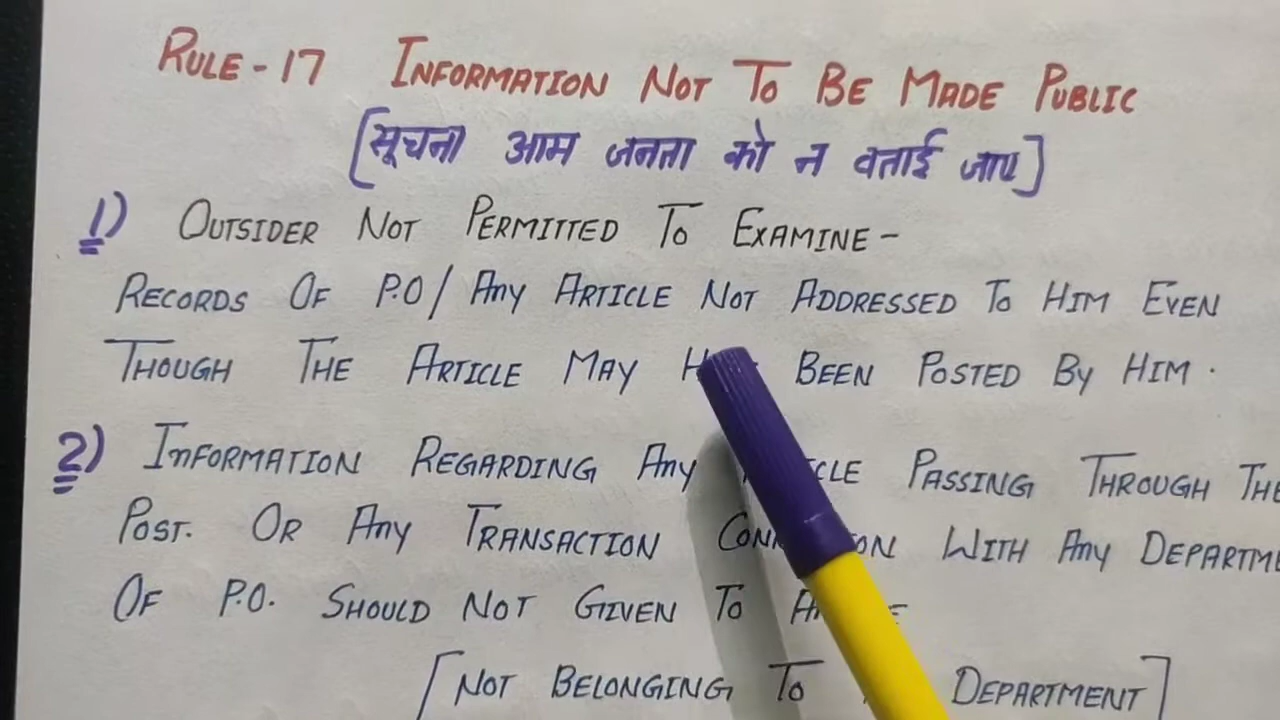 RULE-17 INFORMATION NOT TO BE MADE PUBLIC
[सूचना आम जनता को न बताई जाए]
1) OUTSIDER NOT PERMITTED TO EXAMINE-
RECORDS OF P.O/ ANY ARTICLE NOT ADDRESSED TO HIM EVEN
THOUGH THE ARTICLE MAY BEEN POSTED BY HIM.
2) INFORMATION REGARDING ANY PASSING THROUGH THE
POST. OR ANY TRANSACTION WITH ANY
OF P.O. SHOULD NOT GIVEN TO
[NOT BELONGING TO DEPARTMENT]